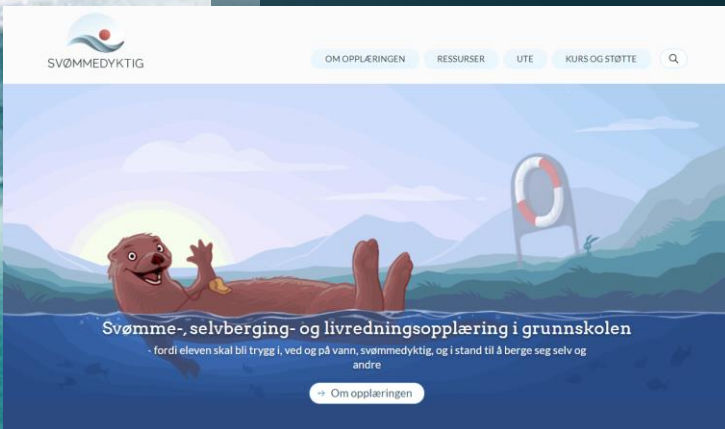 SVØMMEDYKTIG
OM OPPLÆRINGEN
RESSURSER
UTE
KURS OG STØTTE
Svømme-, selvberging- og livredningsopplæring i grunnskolen
- fordi eleven skal bli trygg i, ved og på vann, svømmedyktig, og i stand til å berge seg selv og
andre
→ Om opplæringen